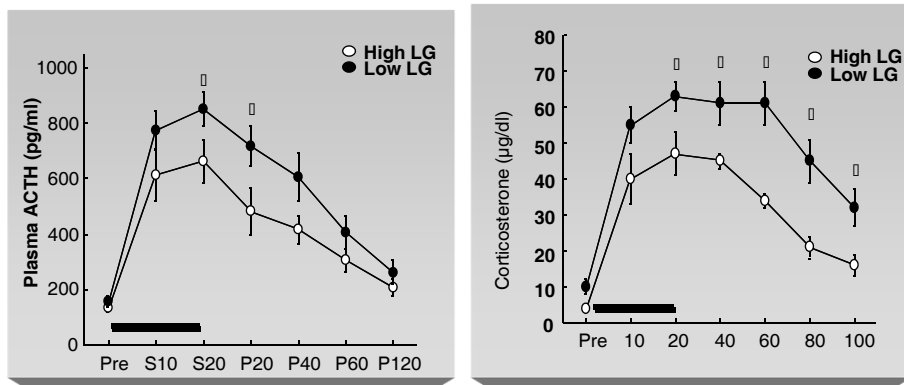 High LG
Low LG
1000
800
600
400
200
0
Plasma ACTH (pg/ml)
Pre S10 S20 P20 P40 P60 P120
High LG
Low LG
80
70
60
50
40
30
20
10
0
Corticosterone (µg/dl)
Pre 10 20 40 60 80 100